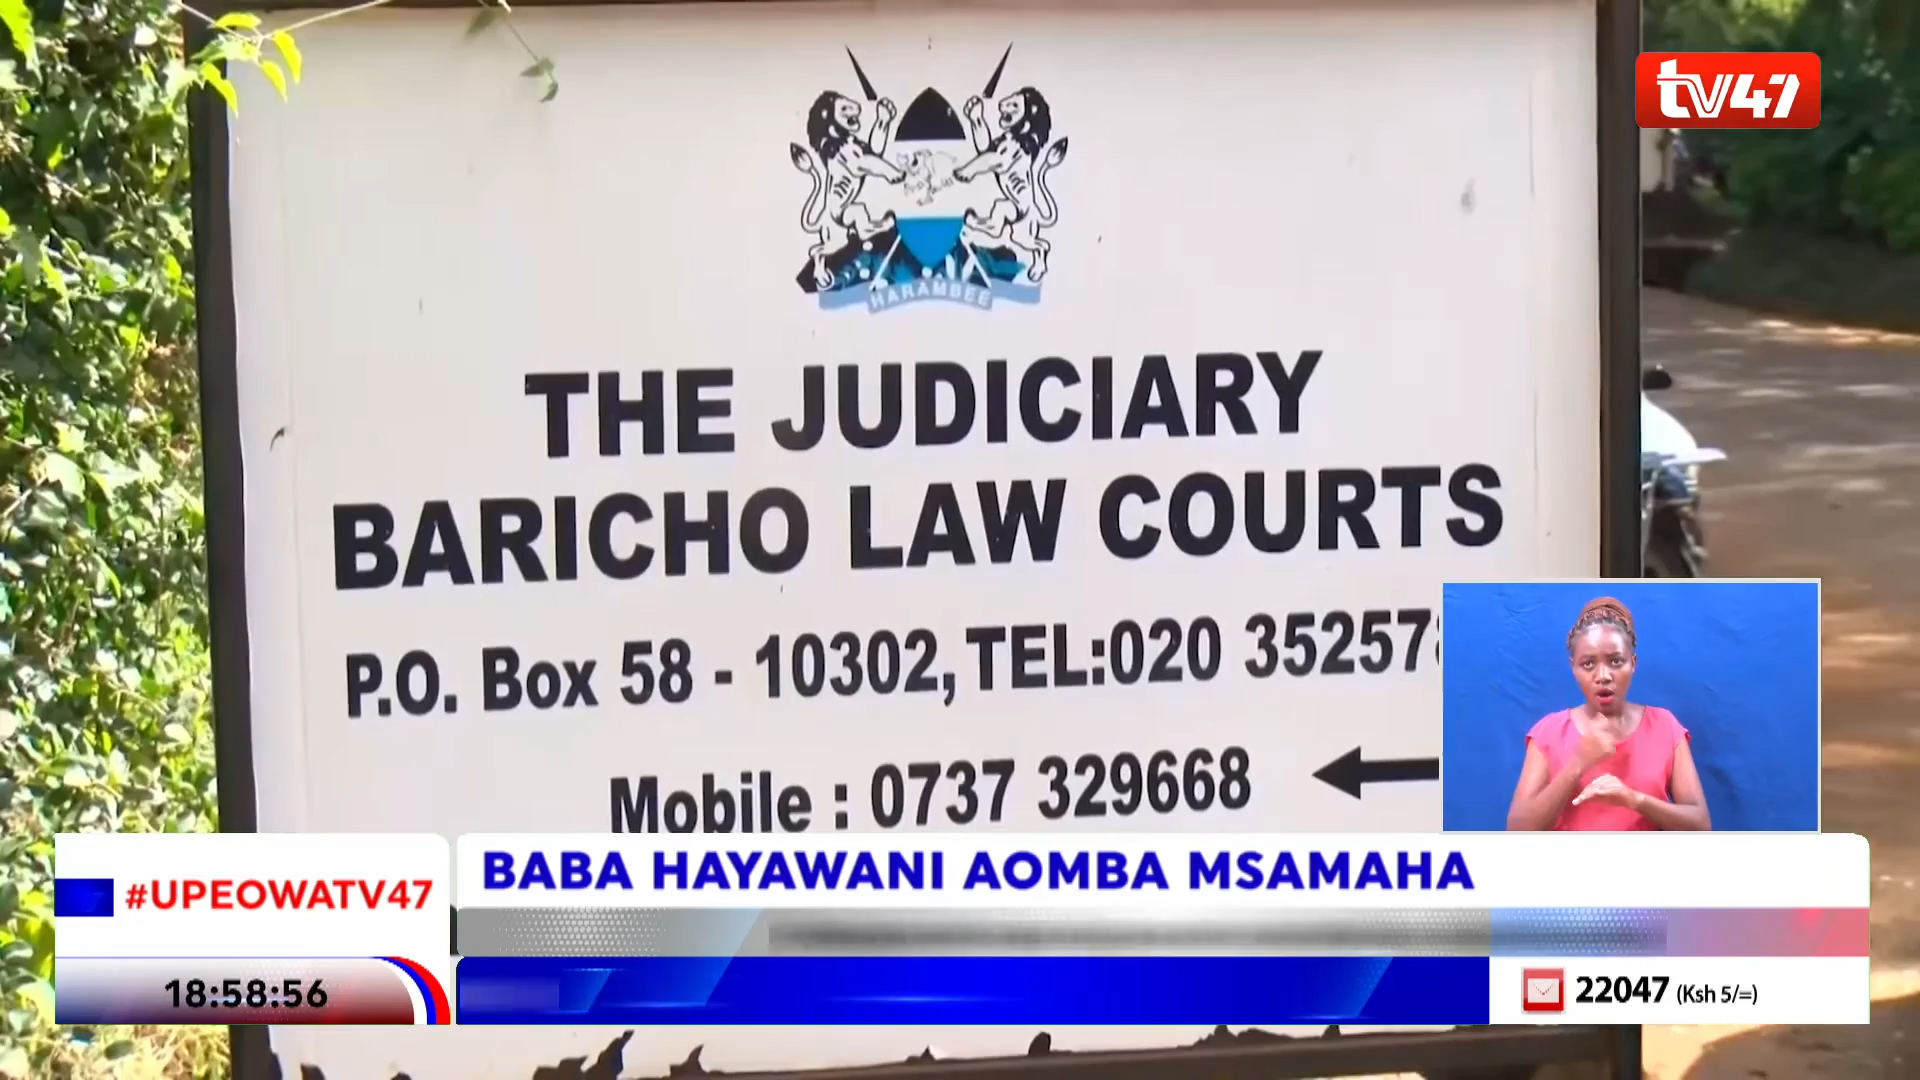 tv47
HARAMBEE
THE JUDICIARY
BARICHO LAW COURTS
P.O. Box 58 - 10302, TEL:020 35257
Mobile : 0737 329668
BABA HAYAWANI AOMBA MSAMAHA
#UPEOWATV47
18:58:56
22047 (Ksh 5/=)